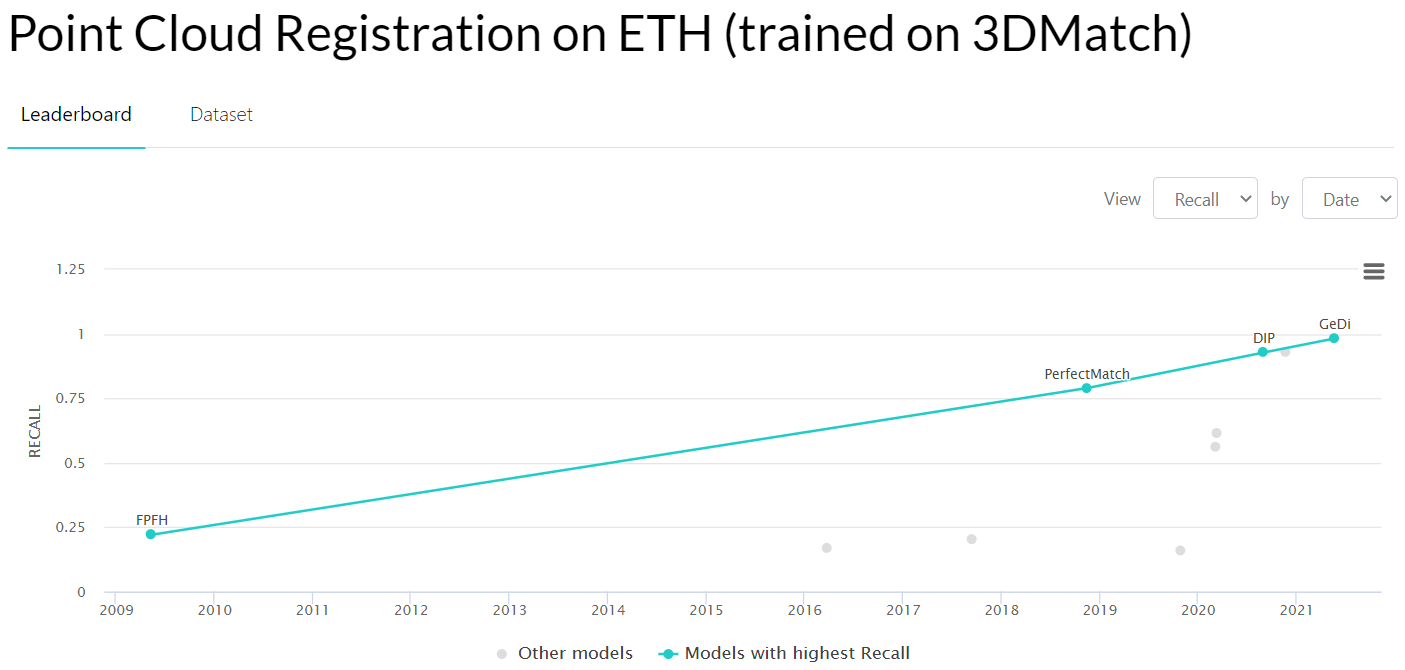 Point Cloud Registration on ETH (trained on 3DMatch)
Leaderboard Dataset
View Recall by Date
1.25
1
0.75
0.5
0.25
0
RECALL
FPFH
PerfectMatch
DIP
GeDi
2009 2010 2011 2012 2013 2014 2015 2016 2017 2018 2019 2020 2021
Other models Models with highest Recall